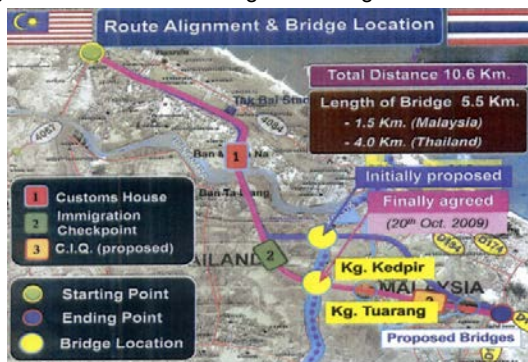 Route Alignment & Bridge Location
Total Distance 10.6 Km.
Length of Bridge 5.5 Km.
- 1.5 Km. (Malaysia)
- 4.0 Km. (Thailand)
4084
4057
1
Initially proposed
Finally agreed
(20th Oct. 2009)
1 Customs House
2 Immigration
Checkpoint
3 C.I.Q. (proposed)
2
Kg. Kedpir
MALAYSIA
Kg. Tuarang
Starting Point
Ending Point
Bridge Location
Proposed Bridges